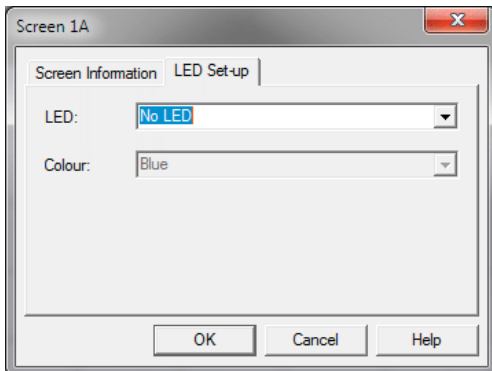 Screen 1A
Screen Information LED Set-up
LED: No LED
Colour: Blue
OK Cancel Help